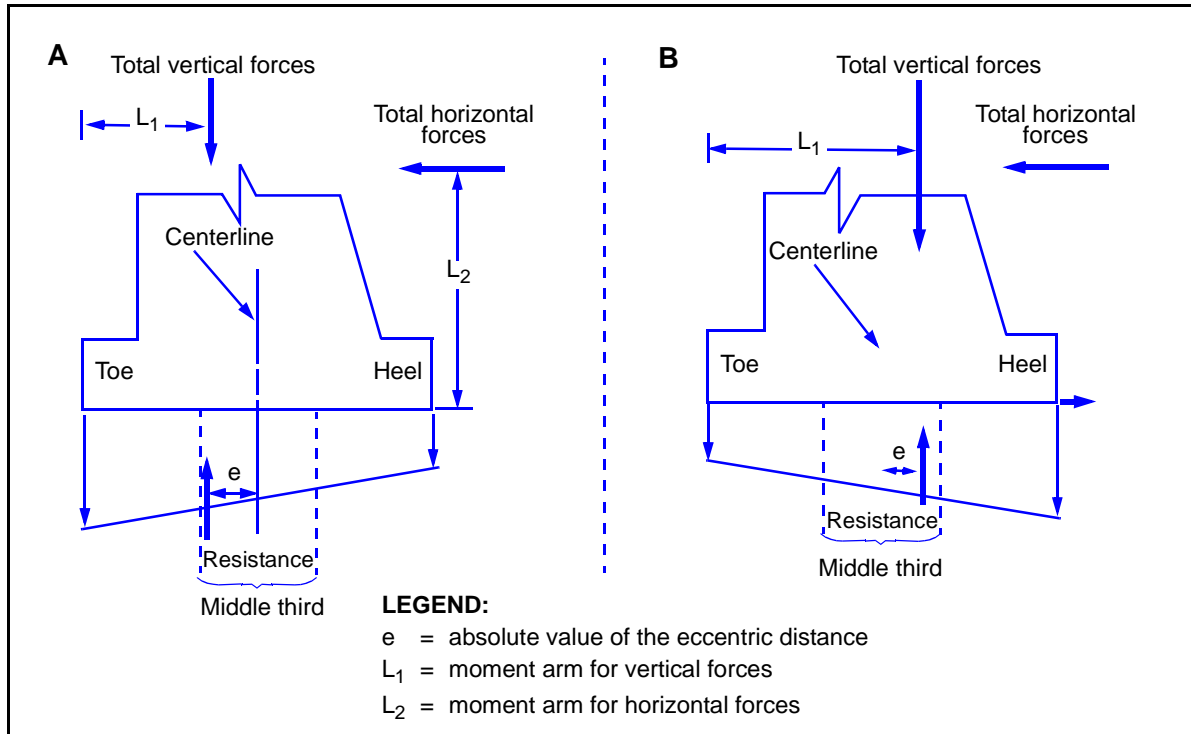 A
Total vertical forces
L1
Total horizontal
forces
Centerline
L2
Toe
Heel
e
Resistance
Middle third
B
Total vertical forces
L1
Total horizontal
forces
Centerline
Toe
Heel
e
Resistance
Middle third
LEGEND:
e = absolute value of the eccentric distance
L1 = moment arm for vertical forces
L2 = moment arm for horizontal forces